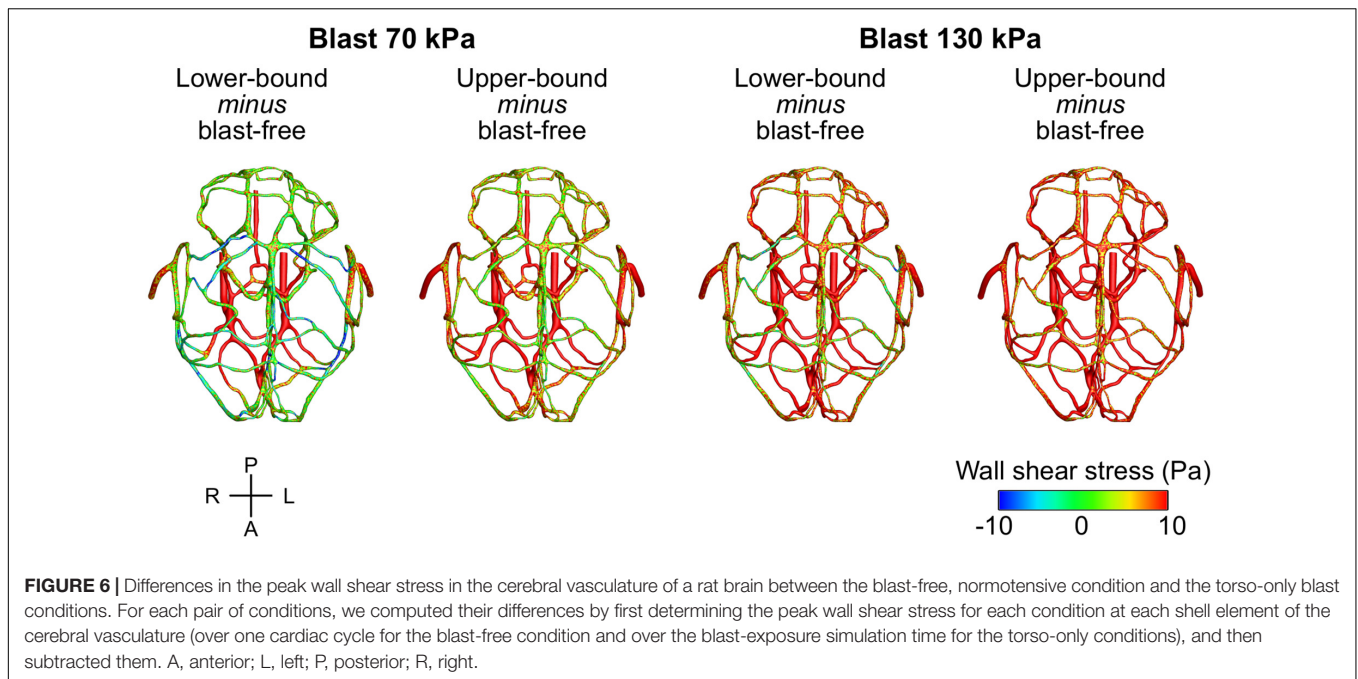 Blast 70 kPa
Blast 130 kPa
Lower-bound
minus
blast-free
Upper-bound
minus
blast-free
Lower-bound
minus
blast-free
Upper-bound
minus
blast-free
P
R L
A
Wall shear stress (Pa)
-10 0 10
FIGURE 6 | Differences in the peak wall shear stress in the cerebral vasculature of a rat brain between the blast-free, normotensive condition and the torso-only blast
conditions. For each pair of conditions, we computed their differences by first determining the peak wall shear stress for each condition at each shell element of the
cerebral vasculature (over one cardiac cycle for the blast-free condition and over the blast-exposure simulation time for the torso-only conditions), and then
subtracted them. A, anterior; L, left; P, posterior; R, right.